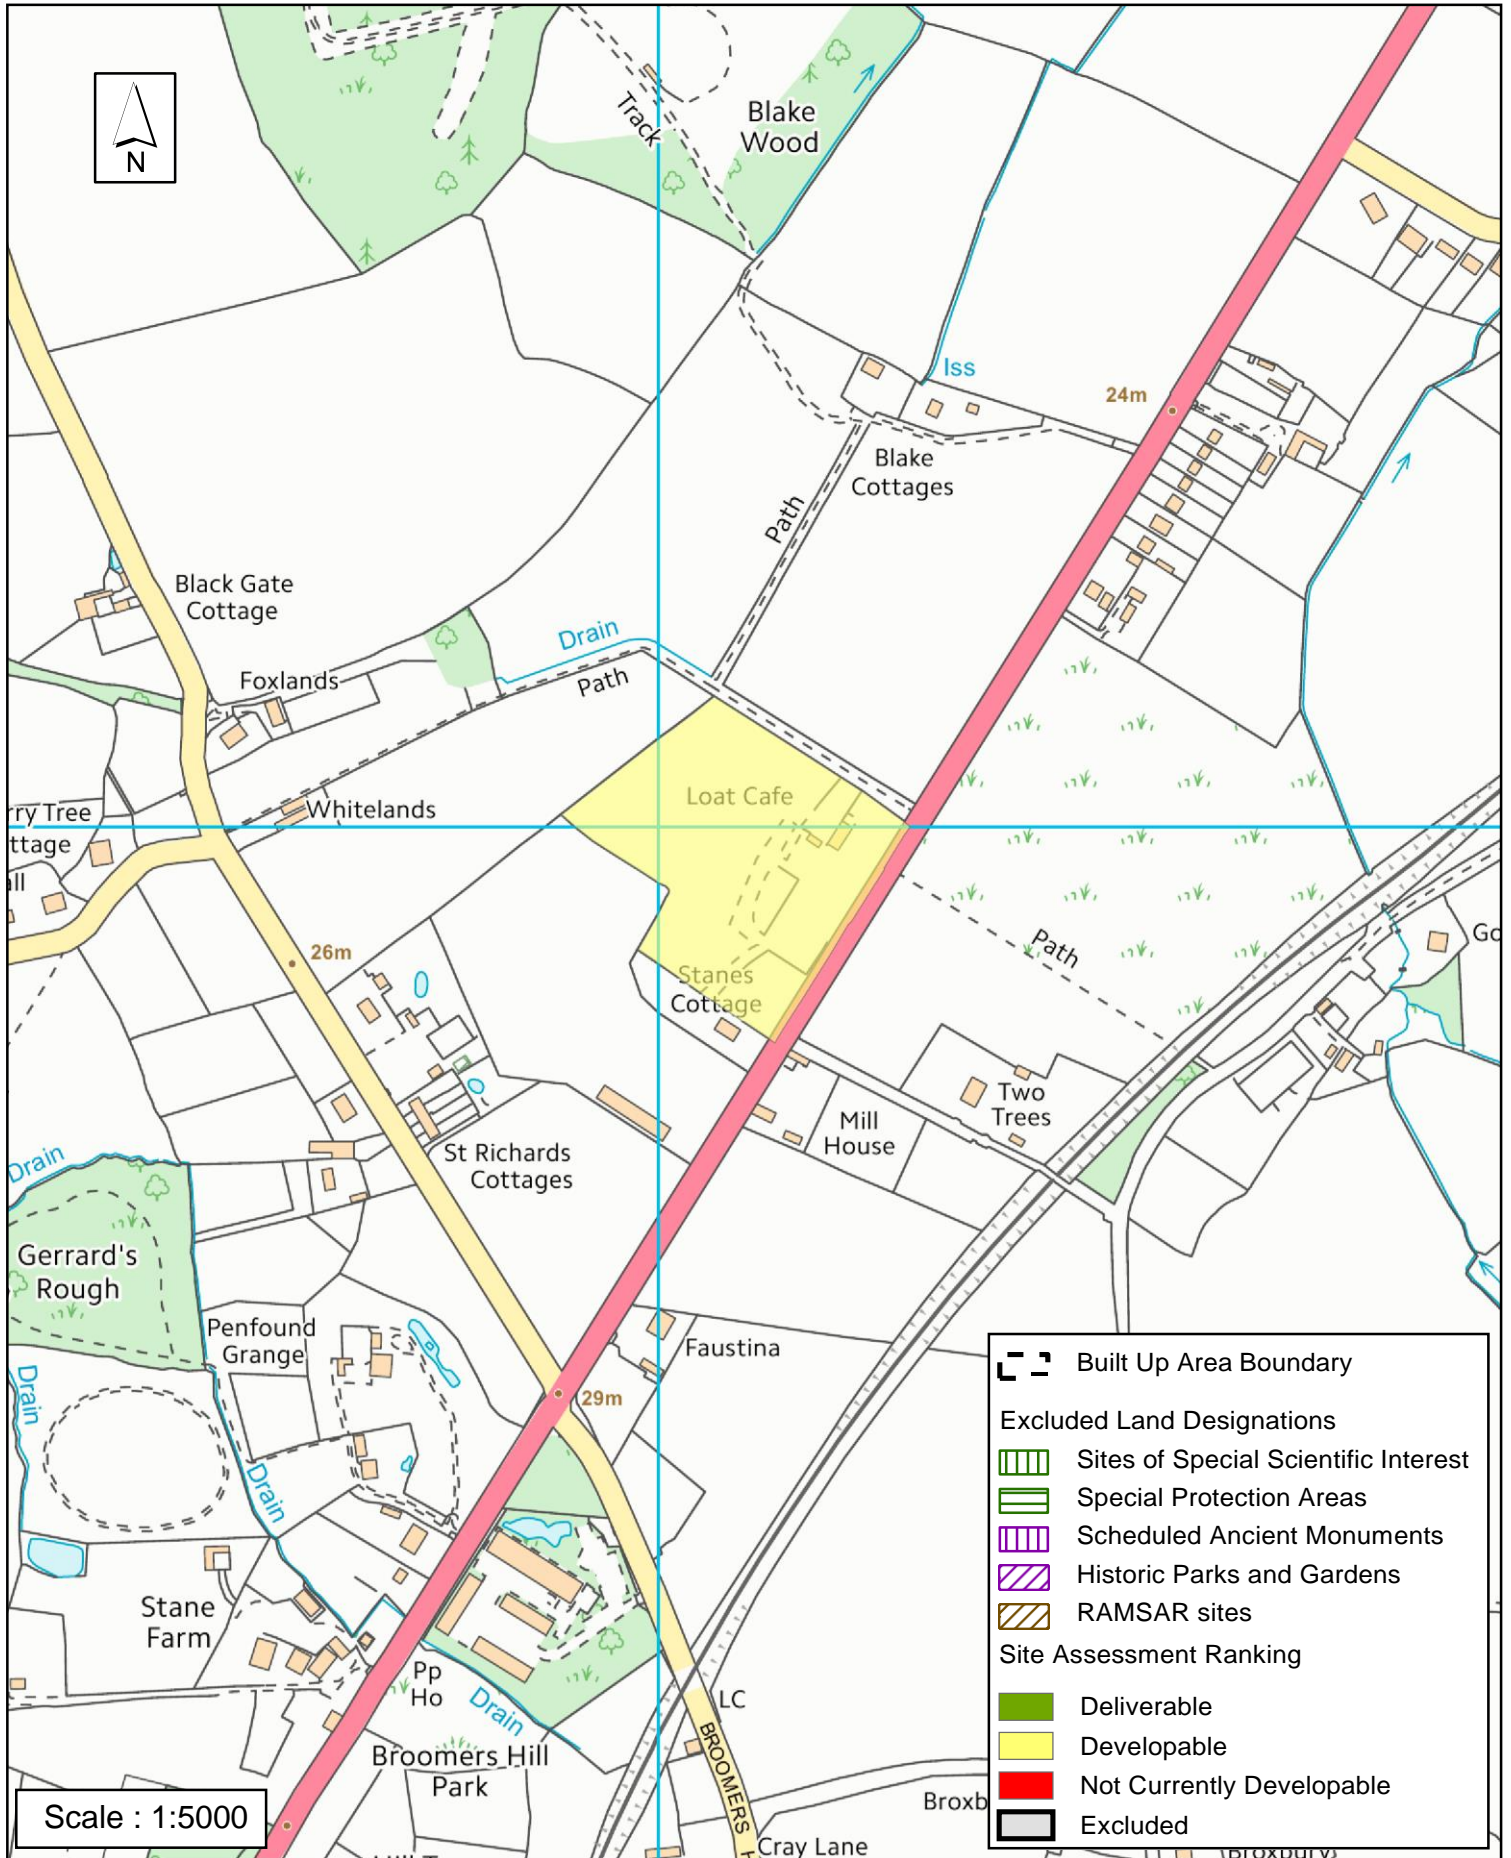 N
Track
Blake
Wood
Iss
24m
Blake
Cottages
Path
Black Gate
Cottage
Drain
Foxlands
Path
Loat Cafe
Whitelands
rry Tree
ttage
all
Path
Go
26m
Stanes
Cottage
Two
Trees
Mill
House
St Richards
Cottages
Drain
Gerrard's
Rough
Penfound
Grange
Faustina
Drain
29m
Drain
Stane
Farm
Pp
Ho
Drain
LC
BROOMERS H
Broomers Hill
Park
Broxb
Cray Lane
Scale : 1:5000
Built Up Area Boundary
Excluded Land Designations
Sites of Special Scientific Interest
Special Protection Areas
Scheduled Ancient Monuments
Historic Parks and Gardens
RAMSAR sites
Site Assessment Ranking
Deliverable
Developable
Not Currently Developable
Excluded